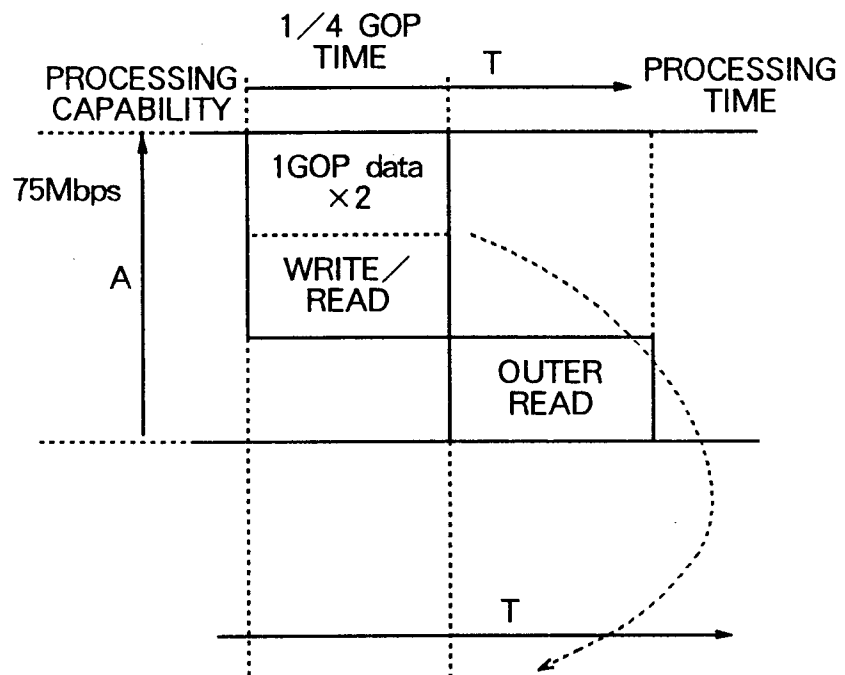 1／4 GOP
TIME
T
PROCESSING
CAPABILITY
PROCESSING
TIME
75Mbps
1GOP data
×2
A
WRITE／
READ
OUTER
READ
T